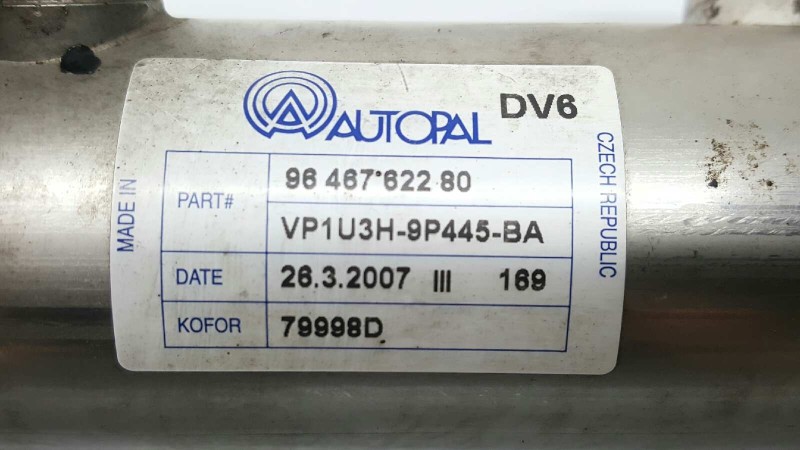 AUTOPAL DV6
MADE IN
CZECH REPUBLIC
PART# 96 467 622 80
VP1U3H-9P445-BA
DATE 26.3.2007 III 169
KOFOR 79998D